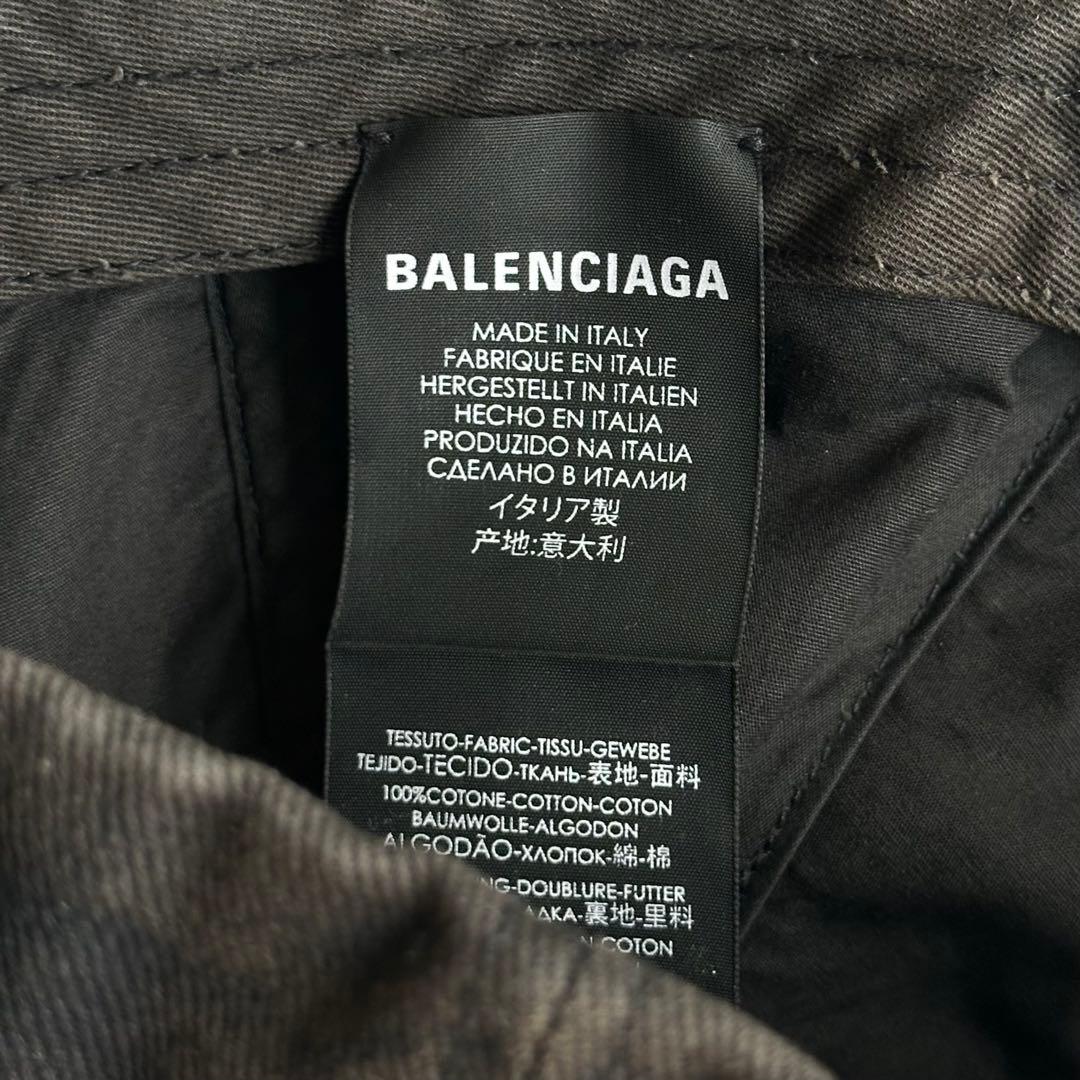 BALENCIAGA
MADE IN ITALY
FABRIQUE EN ITALIE
HERGESTELLT IN ITALIEN
HECHO EN ITALIA
PRODUZIDO NA ITALIA
СДЕЛАНО В ИТАЛИИ
イタリア製
产地:意大利
TESSUTO-FABRIC-TISSU-GEWEBE
TEJIDO-TECIDO-ТКАНЬ-表地-面料
100%COTONE-COTTON-COTON
BAUMWOLLE-ALGODON
ALGODÃO-ХЛОПОК-綿-棉
-DOUBLURE-FUTTER
-裏地-里料
-COTON